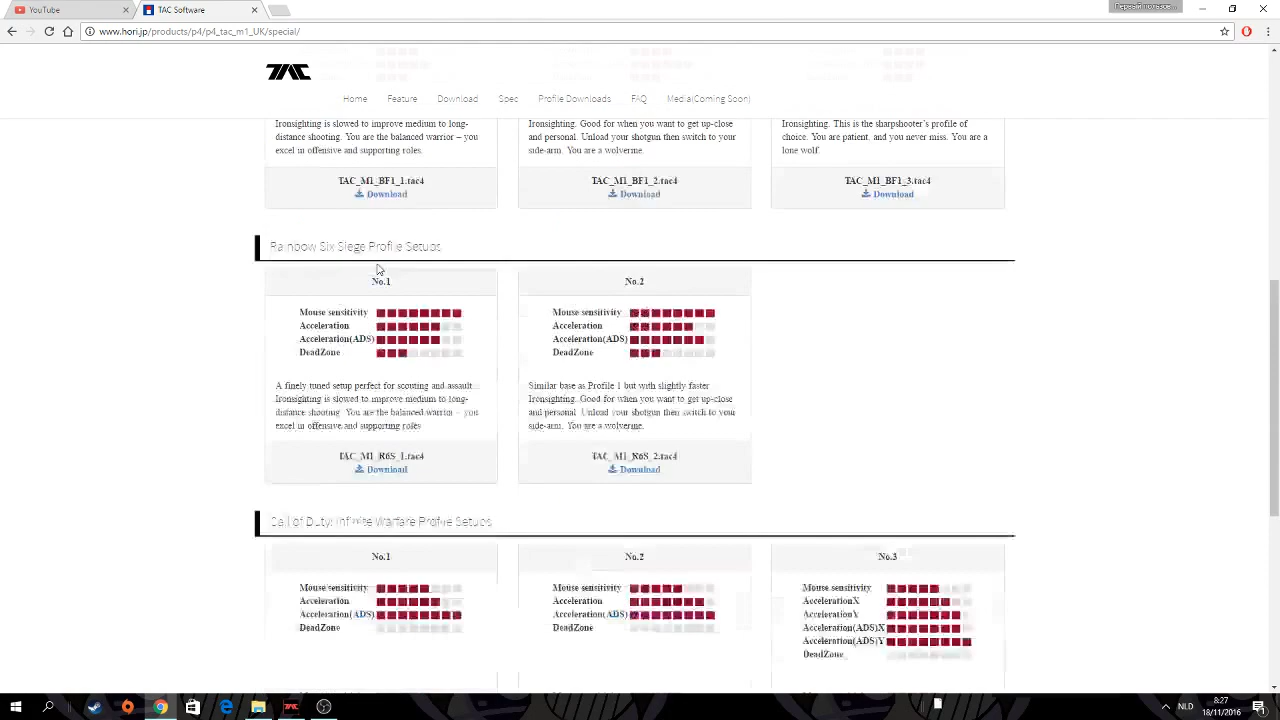 YouTube
TAC Software
www.hori.jp/products/p4/p4_tac_m1_UK/special/
TAC
Home Feature Download Spec Profile Downloads FAQ Media(Coming Soon)
Ironsighting is slowed to improve medium to long-
distance shooting. You are the balanced warrior – you
excel in offensive and supporting roles.
TAC_M1_BF1_1.tac4
Download
Ironsighting. Good for when you want to get up-close
and personal. Unload your shotgun then switch to your
side-arm. You are a wolverine.
TAC_M1_BF1_2.tac4
Download
Ironsighting. This is the sharpshooter's profile of
choice. You are patient, and you never miss. You are a
lone wolf.
TAC_M1_BF1_3.tac4
Download
Rainbow Six Siege Profile Setups
No.1
Mouse sensitivity
Acceleration
Acceleration(ADS)
DeadZone
A finely tuned setup perfect for scouting and assault.
Ironsighting is slowed to improve medium to long-
distance shooting. You are the balanced warrior – you
excel in offensive and supporting roles
TAC_M1_R6S_1.tac4
Download
No.2
Mouse sensitivity
Acceleration
Acceleration(ADS)
DeadZone
Similar base as Profile 1 but with slightly faster
Ironsighting. Good for when you want to get up-close
and personal. Unload your shotgun then switch to your
side-arm. You are a wolverine.
TAC_M1_R6S_2.tac4
Download
Call of Duty: Infinite Warfare Profile Setups
No.1
Mouse sensitivity
Acceleration
Acceleration(ADS)
DeadZone
No.2
Mouse sensitivity
Acceleration
Acceleration(ADS)
DeadZone
No.3
Mouse sensitivity
AccelerationX
AccelerationY
Acceleration(ADS)X
Acceleration(ADS)Y
DeadZone
NLD
8:27
18/11/2016